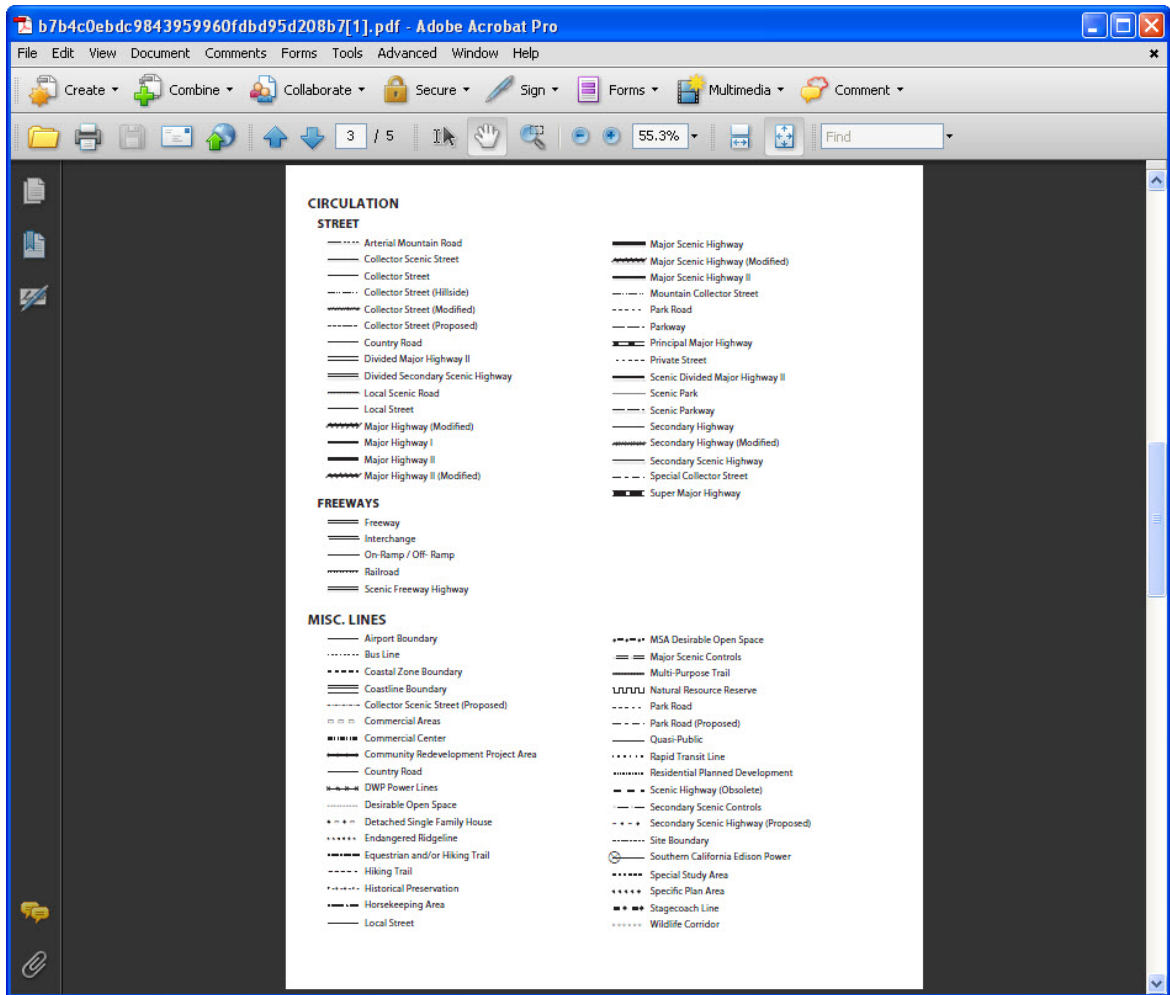 b7b4c0ebdc9843959960fdbd95d208b7[1].pdf - Adobe Acrobat Pro
File Edit View Document Comments Forms Tools Advanced Window Help
Create Combine Collaborate Secure Sign Forms Multimedia Comment
3 / 5 55.3% Find
CIRCULATION
STREET
Arterial Mountain Road
Collector Scenic Street
Collector Street
Collector Street (Hillside)
Collector Street (Modified)
Collector Street (Proposed)
Country Road
Divided Major Highway II
Divided Secondary Scenic Highway
Local Scenic Road
Local Street
Major Highway (Modified)
Major Highway I
Major Highway II
Major Highway II (Modified)
Major Scenic Highway
Major Scenic Highway (Modified)
Major Scenic Highway II
Mountain Collector Street
Park Road
Parkway
Principal Major Highway
Private Street
Scenic Divided Major Highway II
Scenic Park
Scenic Parkway
Secondary Highway
Secondary Highway (Modified)
Secondary Scenic Highway
Special Collector Street
Super Major Highway
FREEWAYS
Freeway
Interchange
On-Ramp / Off- Ramp
Railroad
Scenic Freeway Highway
MISC. LINES
Airport Boundary
Bus Line
Coastal Zone Boundary
Coastline Boundary
Collector Scenic Street (Proposed)
Commercial Areas
Commercial Center
Community Redevelopment Project Area
Country Road
DWP Power Lines
Desirable Open Space
Detached Single Family House
Endangered Ridgeline
Equestrian and/or Hiking Trail
Hiking Trail
Historical Preservation
Horsekeeping Area
Local Street
MSA Desirable Open Space
Major Scenic Controls
Multi-Purpose Trail
Natural Resource Reserve
Park Road
Park Road (Proposed)
Quasi-Public
Rapid Transit Line
Residential Planned Development
Scenic Highway (Obsolete)
Secondary Scenic Controls
Secondary Scenic Highway (Proposed)
Site Boundary
Southern California Edison Power
Special Study Area
Specific Plan Area
Stagecoach Line
Wildlife Corridor